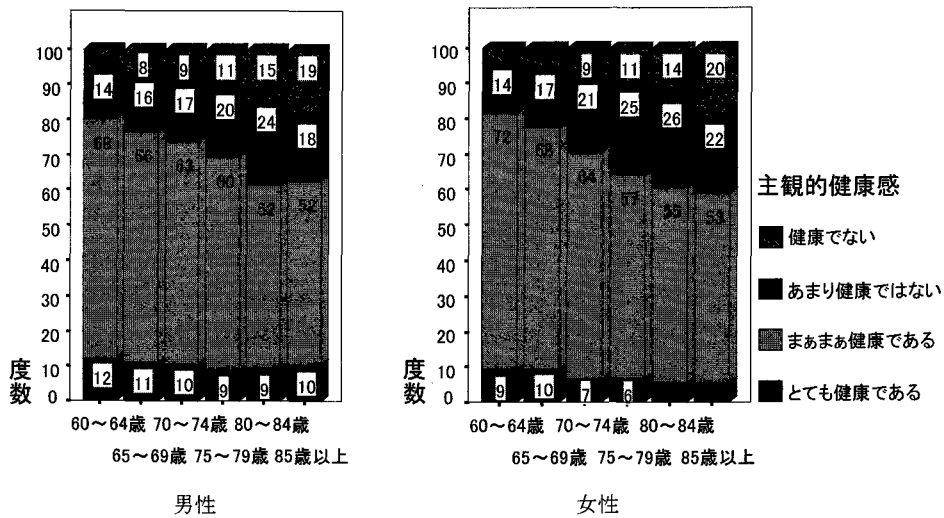 100
90
80
70
60
50
40
30
20
10
0
度数
8 9 11 15 19
14 16 17 20 24 18
68 66 63 60 52 52
12 11 10 9 9 10
60～64歳 70～74歳 80～84歳
65～69歳 75～79歳 85歳以上
男性
100
90
80
70
60
50
40
30
20
10
0
度数
9 11 14 20
14 17 21 25 26 22
72 68 64 57 55 53
9 10 7 6
60～64歳 70～74歳 80～84歳
65～69歳 75～79歳 85歳以上
女性
主観的健康感
健康でない
あまり健康ではない
まぁまぁ健康である
とても健康である